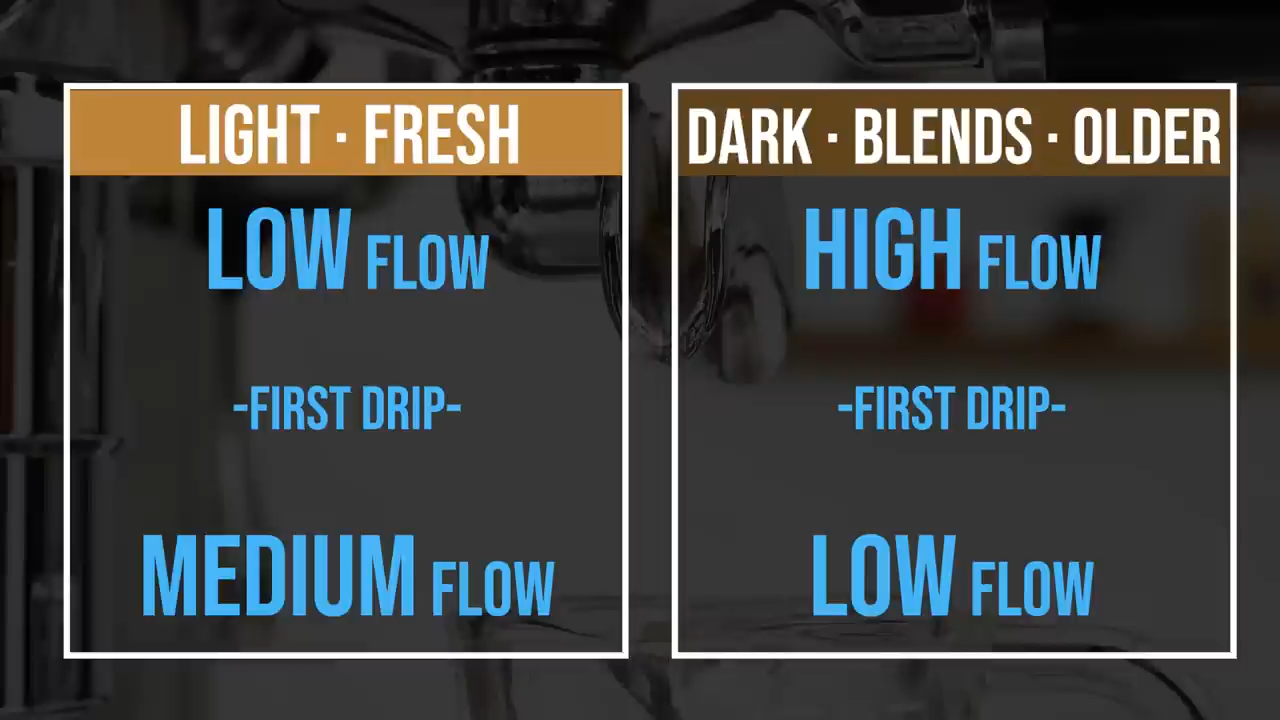 LIGHT · FRESH
LOW FLOW
-FIRST DRIP-
MEDIUM FLOW
DARK · BLENDS · OLDER
HIGH FLOW
-FIRST DRIP-
LOW FLOW